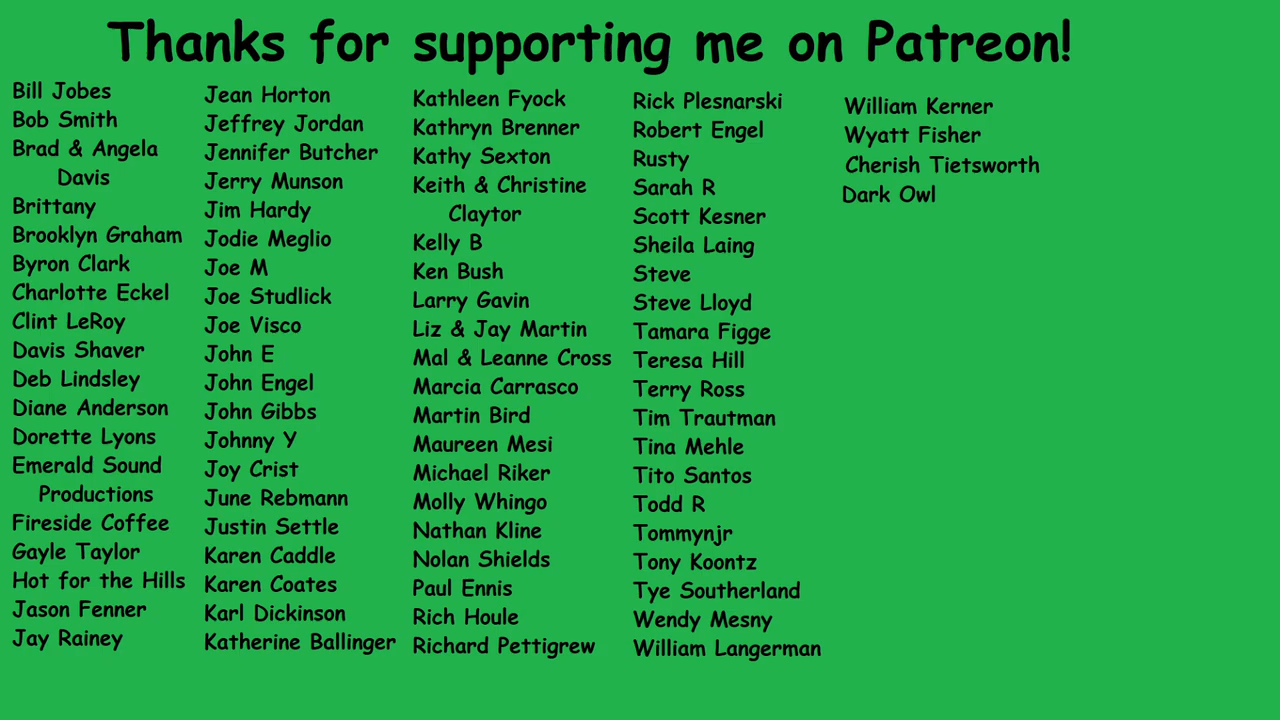 Thanks for supporting me on Patreon!
Bill Jobes
Bob Smith
Brad & Angela
Davis
Brittany
Brooklyn Graham
Byron Clark
Charlotte Eckel
Clint LeRoy
Davis Shaver
Deb Lindsley
Diane Anderson
Dorette Lyons
Emerald Sound
Productions
Fireside Coffee
Gayle Taylor
Hot for the Hills
Jason Fenner
Jay Rainey
Jean Horton
Jeffrey Jordan
Jennifer Butcher
Jerry Munson
Jim Hardy
Jodie Meglio
Joe M
Joe Studlick
Joe Visco
John E
John Engel
John Gibbs
Johnny Y
Joy Crist
June Rebmann
Justin Settle
Karen Caddle
Karen Coates
Karl Dickinson
Katherine Ballinger
Kathleen Fyock
Kathryn Brenner
Kathy Sexton
Keith & Christine
Claytor
Kelly B
Ken Bush
Larry Gavin
Liz & Jay Martin
Mal & Leanne Cross
Marcia Carrasco
Martin Bird
Maureen Mesi
Michael Riker
Molly Whingo
Nathan Kline
Nolan Shields
Paul Ennis
Rich Houle
Richard Pettigrew
Rick Plesnarski
Robert Engel
Rusty
Sarah R
Scott Kesner
Sheila Laing
Steve
Steve Lloyd
Tamara Figge
Teresa Hill
Terry Ross
Tim Trautman
Tina Mehle
Tito Santos
Todd R
Tommynjr
Tony Koontz
Tye Southerland
Wendy Mesny
William Langerman
William Kerner
Wyatt Fisher
Cherish Tietsworth
Dark Owl